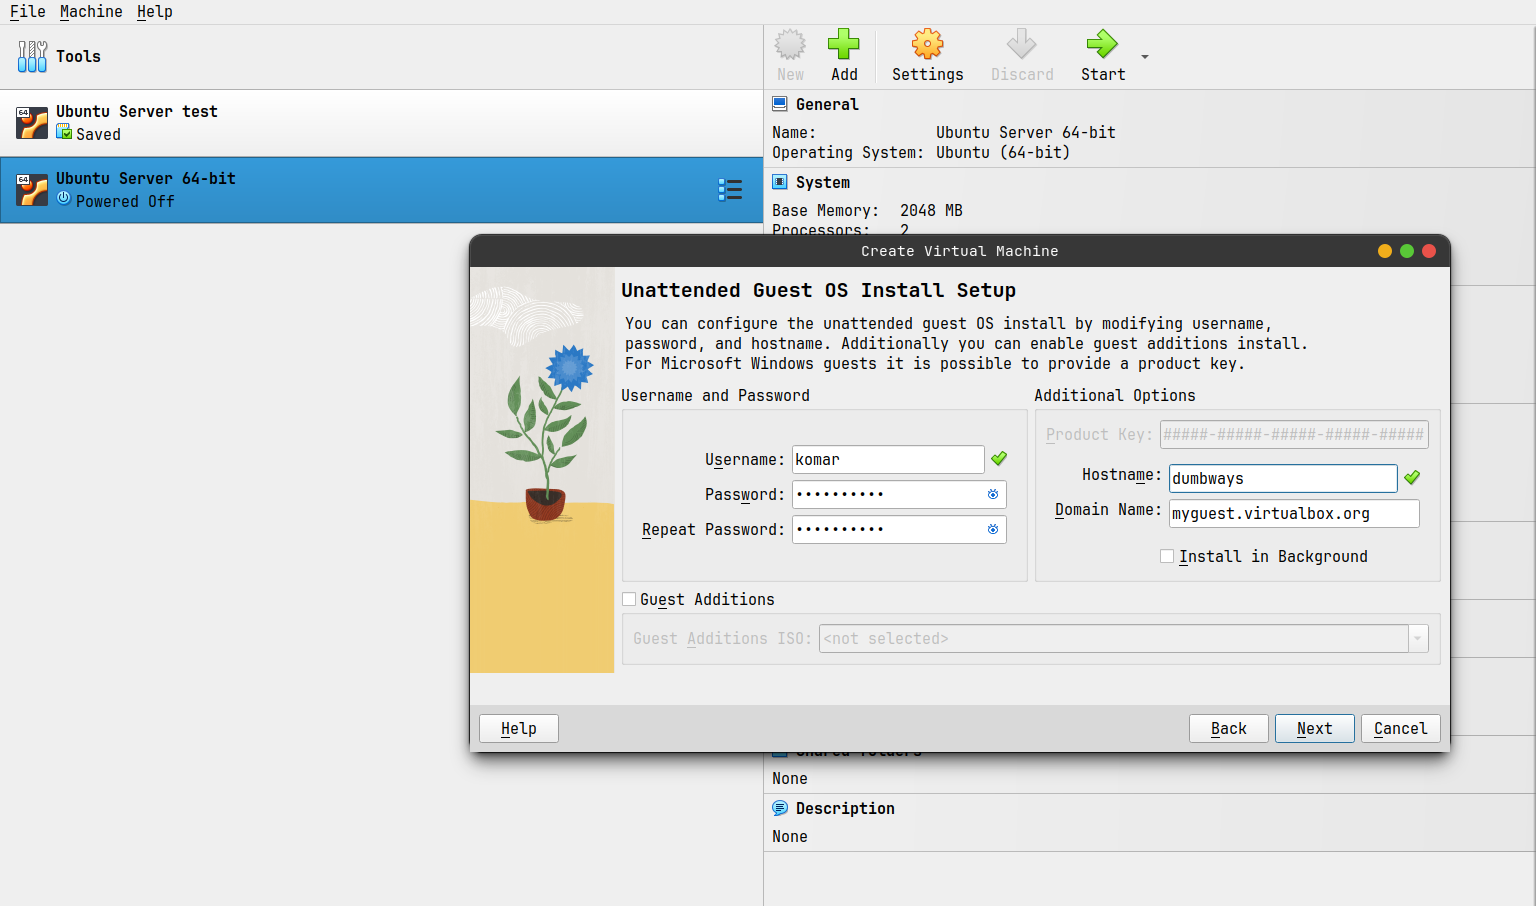 File Machine Help
Tools
New Add Settings Discard Start
64
Ubuntu Server test
Saved
64
Ubuntu Server 64-bit
Powered Off
General
Name: Ubuntu Server 64-bit
Operating System: Ubuntu (64-bit)
System
Base Memory: 2048 MB
Processors: 2
Create Virtual Machine
Unattended Guest OS Install Setup
You can configure the unattended guest OS install by modifying username,
password, and hostname. Additionally you can enable guest additions install.
For Microsoft Windows guests it is possible to provide a product key.
Username and Password
Username: komar
Password: ••••••••••
Repeat Password: ••••••••••
Additional Options
Product Key: #####-#####-#####-#####-#####
Hostname: dumbways
Domain Name: myguest.virtualbox.org
Install in Background
Guest Additions
Guest Additions ISO: <not selected>
Help Back Next Cancel
Shared folders
None
Description
None